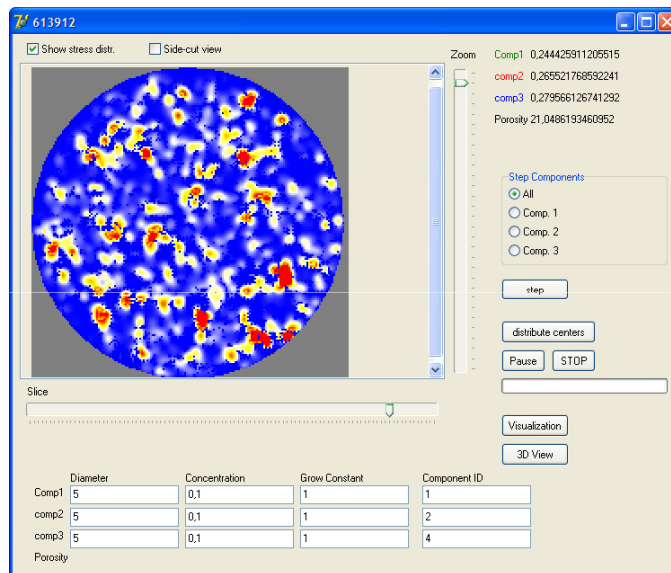 613912
Show stress distr. Side-cut view
Zoom
Comp1 0,244425911205515
comp2 0,265521768592241
comp3 0,279566126741292
Porosity 21,0486193460952
Step Components
All
Comp. 1
Comp. 2
Comp. 3
step
distribute centers
Pause STOP
Slice
Visualization
3D View
Diameter Concentration Grow Constant Component ID
Comp1 5 0,1 1 1
comp2 5 0,1 1 2
comp3 5 0,1 1 4
Porosity